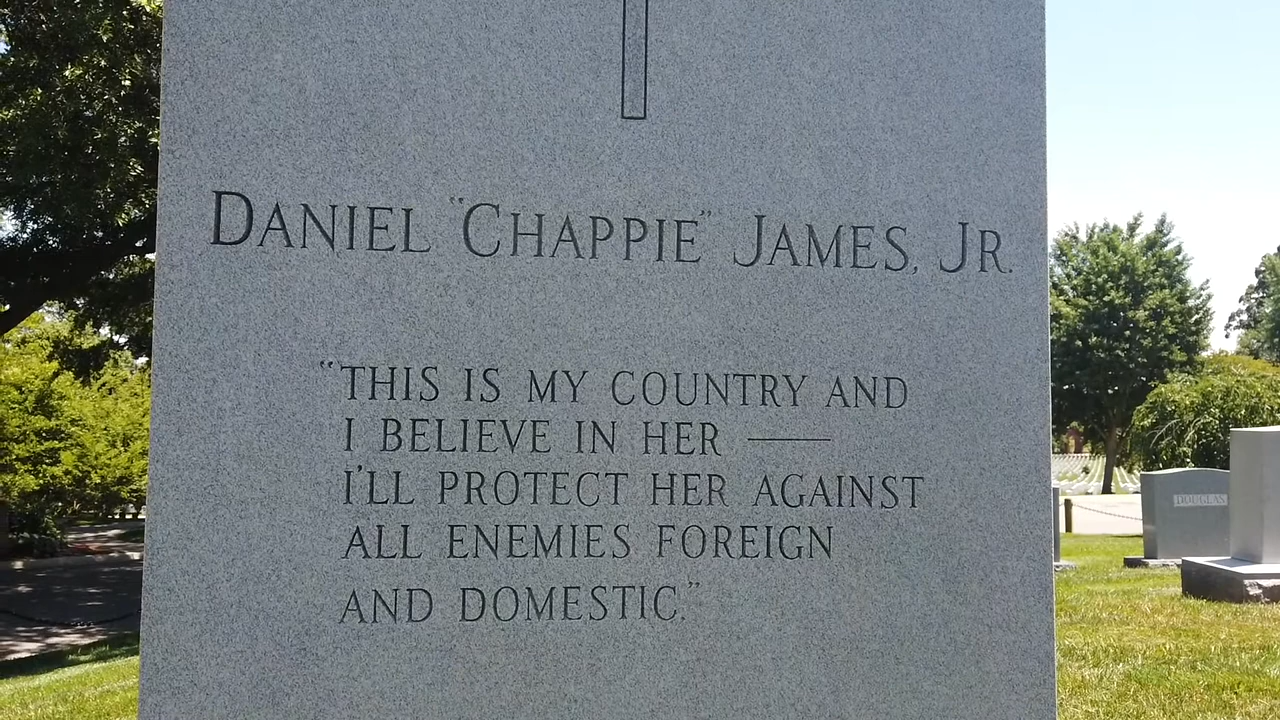 DANIEL "CHAPPIE" JAMES, JR.
"THIS IS MY COUNTRY AND
I BELIEVE IN HER —
I'LL PROTECT HER AGAINST
ALL ENEMIES FOREIGN
AND DOMESTIC."
DOUGLAS